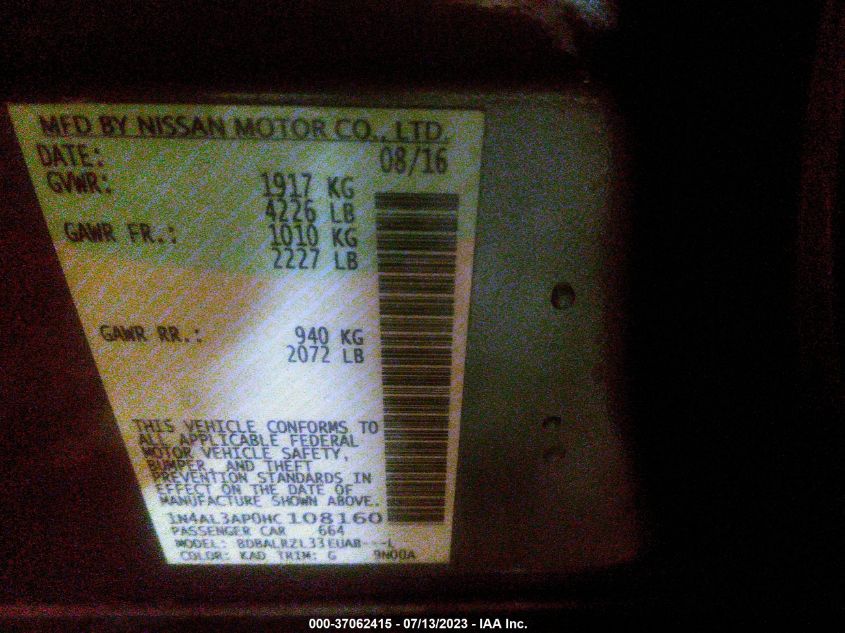 MFD BY NISSAN MOTOR CO., LTD.
DATE: 08/16
GVWR: 1917 KG
4226 LB
GAWR FR.: 1010 KG
2227 LB
GAWR RR.: 940 KG
2072 LB
THIS VEHICLE CONFORMS TO
ALL APPLICABLE FEDERAL
MOTOR VEHICLE SAFETY,
BUMPER, AND THEFT
PREVENTION STANDARDS IN
EFFECT ON THE DATE OF
MANUFACTURE SHOWN ABOVE.
1N4AL3AP0HC108160
PASSENGER CAR 664
MODEL: BDBALRZL33EUAB---L
COLOR: KAD TRIM: G 9N00A
000-37062415 - 07/13/2023 - IAA Inc.